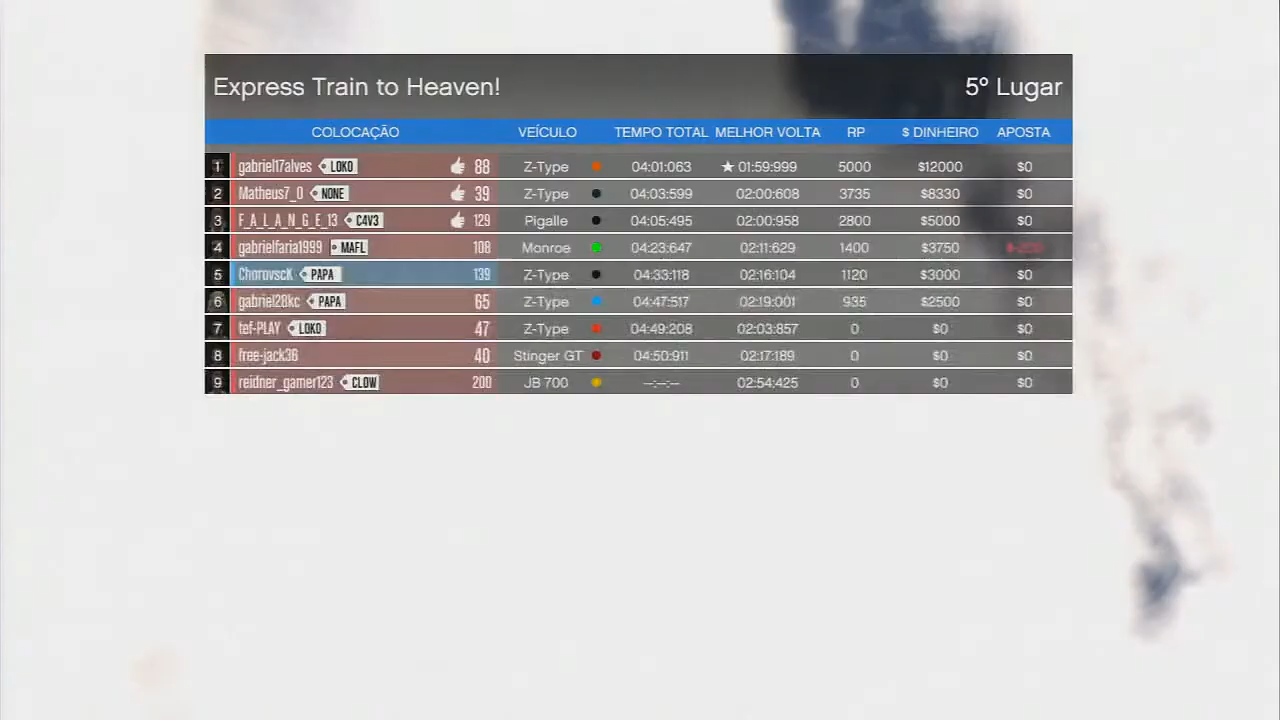 Express Train to Heaven! 5º Lugar
COLOCAÇÃO VEÍCULO TEMPO TOTAL MELHOR VOLTA RP $ DINHEIRO APOSTA
1 gabriel17alves LOKO 88 Z-Type 04:01:063 ★ 01:59:999 5000 $12000 $0
2 Matheus7_0 NONE 39 Z-Type 04:03:599 02:00:608 3735 $8330 $0
3 F_A_L_A_N_G_E_13 C4V3 129 Pigalle 04:05:495 02:00:958 2800 $5000 $0
4 gabrielfaria1999 MAFL 108 Monroe 04:23:647 02:11:629 1400 $3750
5 ChorovscK PAPA 139 Z-Type 04:33:118 02:16:104 1120 $3000 $0
6 gabriel28kc PAPA 65 Z-Type 04:47:517 02:19:001 935 $2500 $0
7 tef-PLAY LOKO 47 Z-Type 04:49:208 02:03:857 0 $0 $0
8 free-jack36 40 Stinger GT 04:50:911 02:17:189 0 $0 $0
9 reidner_gamer123 CLOW 200 JB 700 --:--:-- 02:54:425 0 $0 $0